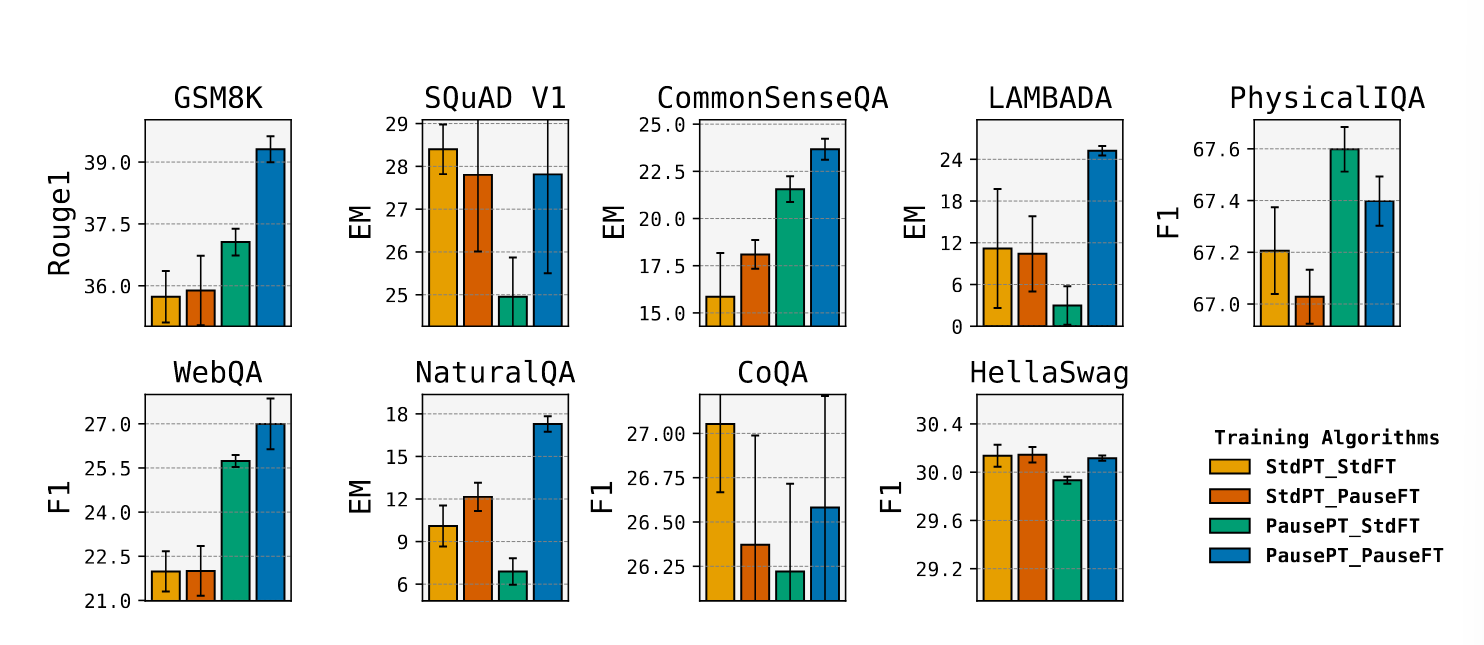 GSM8K
Rouge1
39.0
37.5
36.0
SQuAD V1
EM
29
28
27
26
25
CommonSenseQA
EM
25.0
22.5
20.0
17.5
15.0
LAMBADA
EM
24
18
12
6
0
PhysicalIQA
F1
67.6
67.4
67.2
67.0
WebQA
F1
27.0
25.5
24.0
22.5
21.0
NaturalQA
EM
18
15
12
9
6
CoQA
F1
27.00
26.75
26.50
26.25
HellaSwag
F1
30.4
30.0
29.6
29.2
Training Algorithms
StdPT_StdFT
StdPT_PauseFT
PausePT_StdFT
PausePT_PauseFT